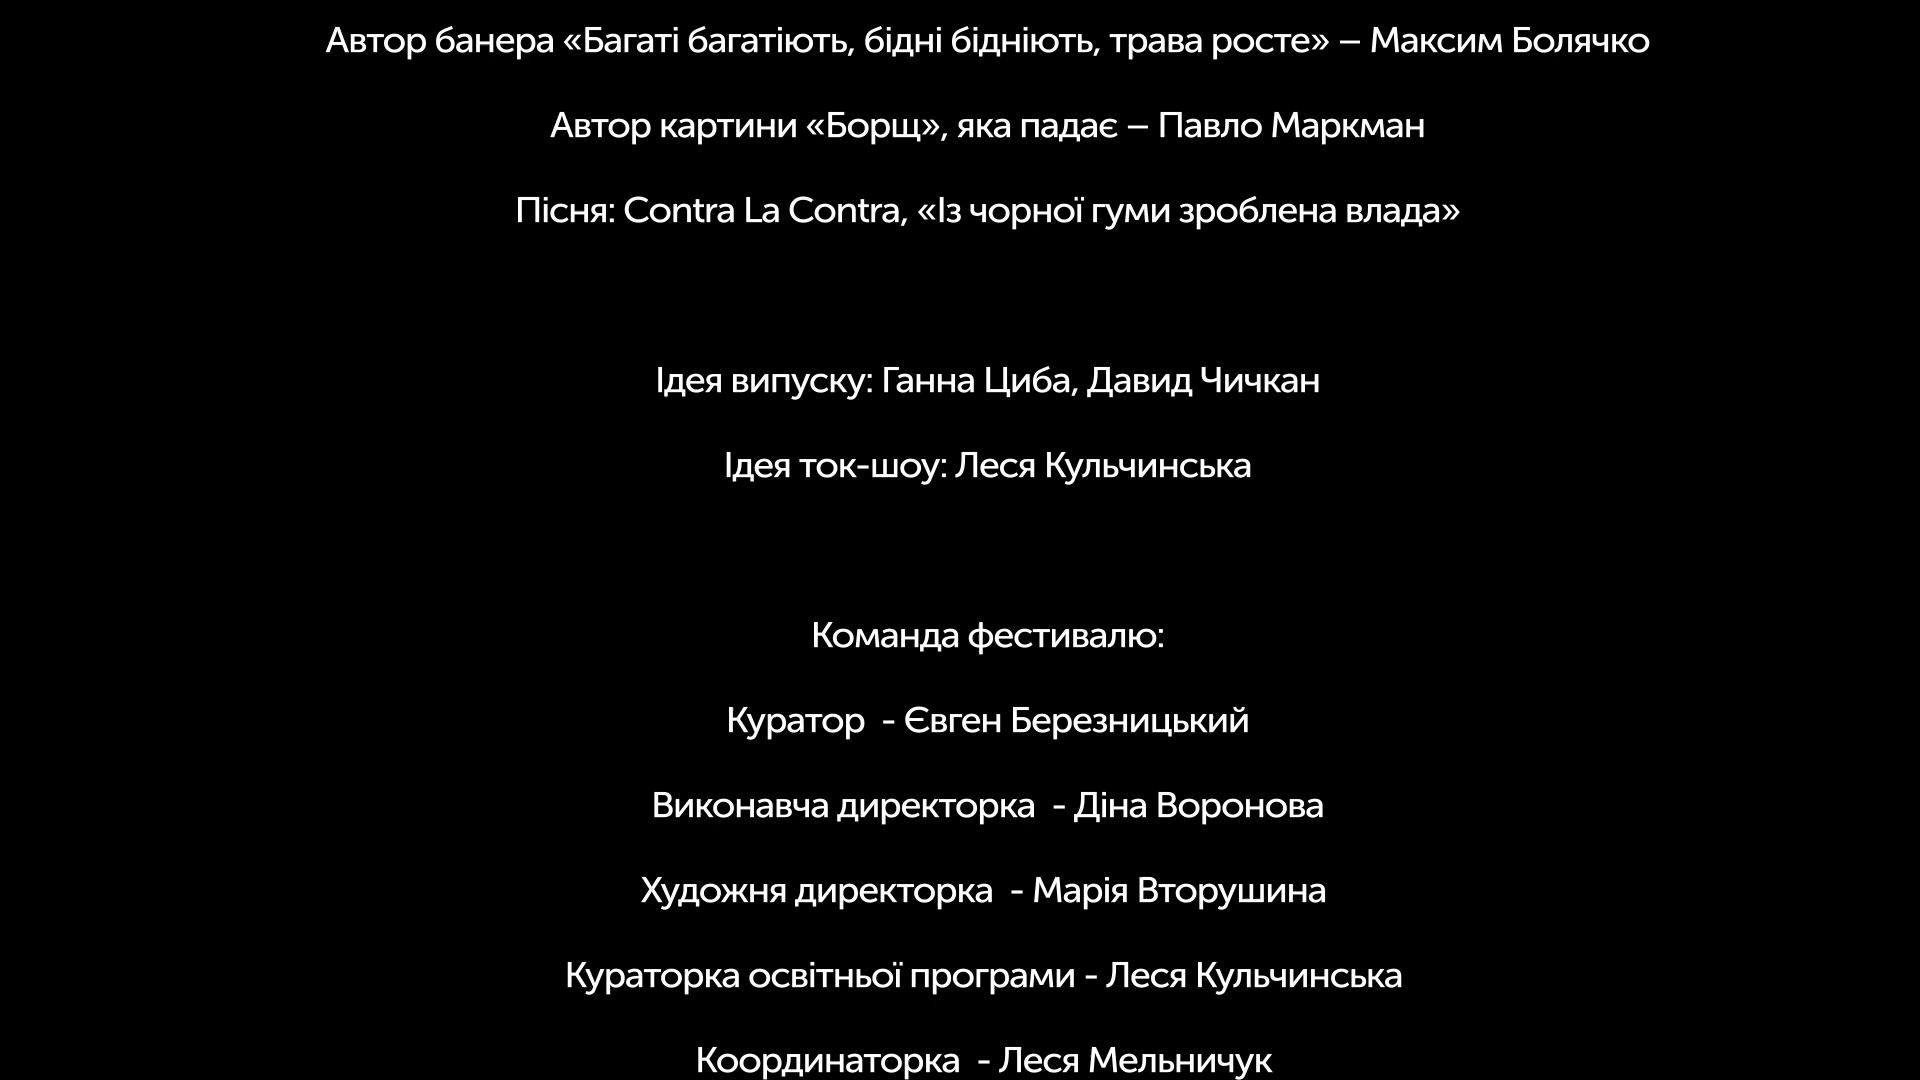 Автор банера «Багаті багатіють, бідні бідніють, трава росте» – Максим Болячко
Автор картини «Борщ», яка падає – Павло Маркман
Пісня: Contra La Contra, «Із чорної гуми зроблена влада»
Ідея випуску: Ганна Циба, Давид Чичкан
Ідея ток-шоу: Леся Кульчинська
Команда фестивалю:
Куратор  - Євген Березницький
Виконавча директорка  - Діна Воронова
Художня директорка  - Марія Вторушина
Кураторка освітньої програми - Леся Кульчинська
Координаторка  - Леся Мельничук